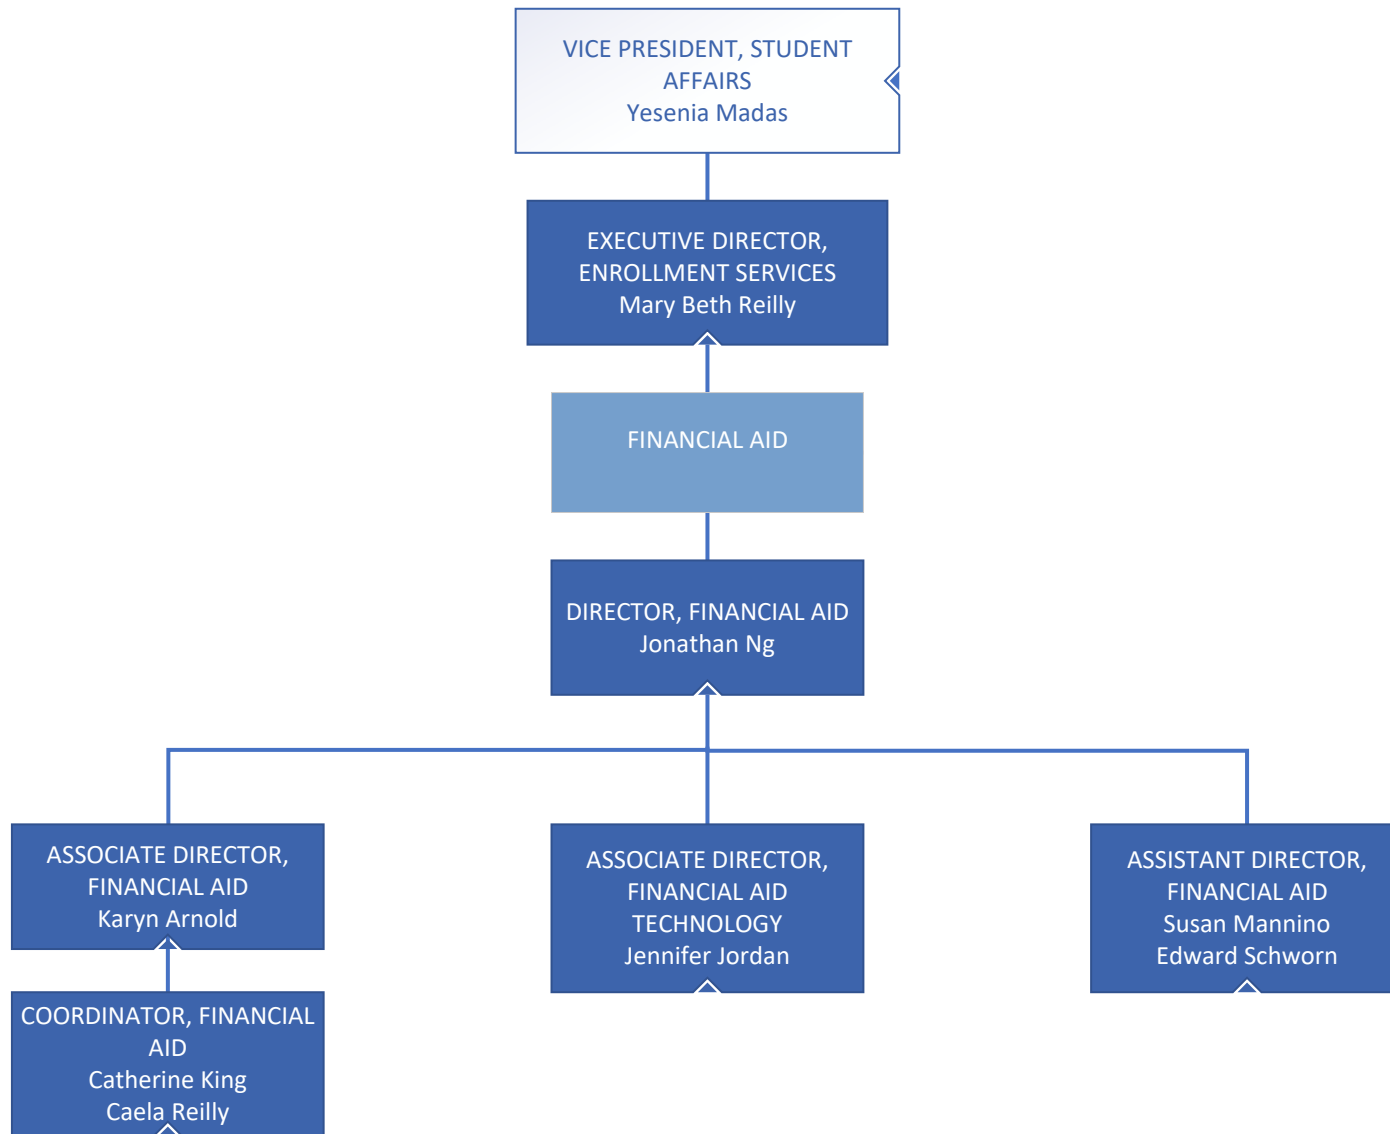 VICE PRESIDENT, STUDENT
AFFAIRS
Yesenia Madas
EXECUTIVE DIRECTOR,
ENROLLMENT SERVICES
Mary Beth Reilly
FINANCIAL AID
DIRECTOR, FINANCIAL AID
Jonathan Ng
ASSOCIATE DIRECTOR,
FINANCIAL AID
Karyn Arnold
ASSOCIATE DIRECTOR,
FINANCIAL AID
TECHNOLOGY
Jennifer Jordan
ASSISTANT DIRECTOR,
FINANCIAL AID
Susan Mannino
Edward Schworn
COORDINATOR, FINANCIAL
AID
Catherine King
Caela Reilly